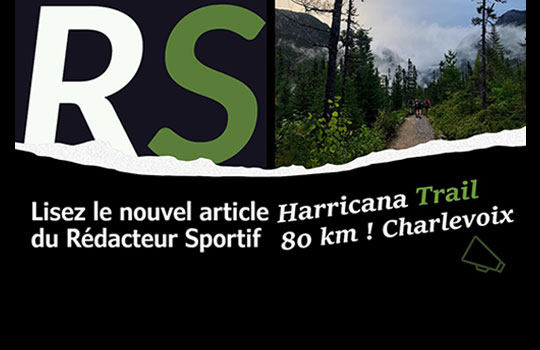 RS
Lisez le nouvel article
du Rédacteur Sportif
Harricana Trail
80 km ! Charlevoix